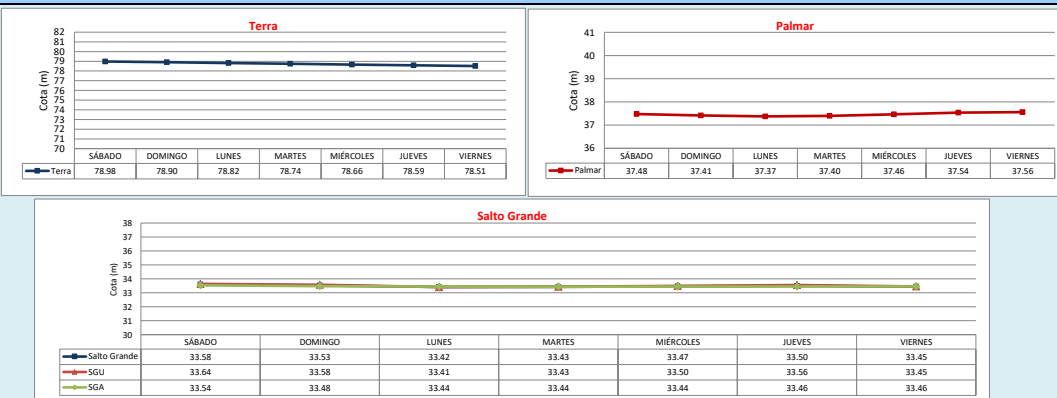 Terra
82
81
80
79
78
77
76
75
74
73
72
71
70
Cota (m)
SÁBADO DOMINGO LUNES MARTES MIÉRCOLES JUEVES VIERNES
Terra 78.98 78.90 78.82 78.74 78.66 78.59 78.51
Palmar
41
40
39
38
37
36
Cota (m)
SÁBADO DOMINGO LUNES MARTES MIÉRCOLES JUEVES VIERNES
Palmar 37.48 37.41 37.37 37.40 37.46 37.54 37.56
Salto Grande
38
37
36
35
34
33
32
31
30
Cota (m)
SÁBADO DOMINGO LUNES MARTES MIÉRCOLES JUEVES VIERNES
Salto Grande 33.58 33.53 33.42 33.43 33.47 33.50 33.45
SGU 33.64 33.58 33.41 33.43 33.50 33.56 33.45
SGA 33.54 33.48 33.44 33.44 33.44 33.46 33.46